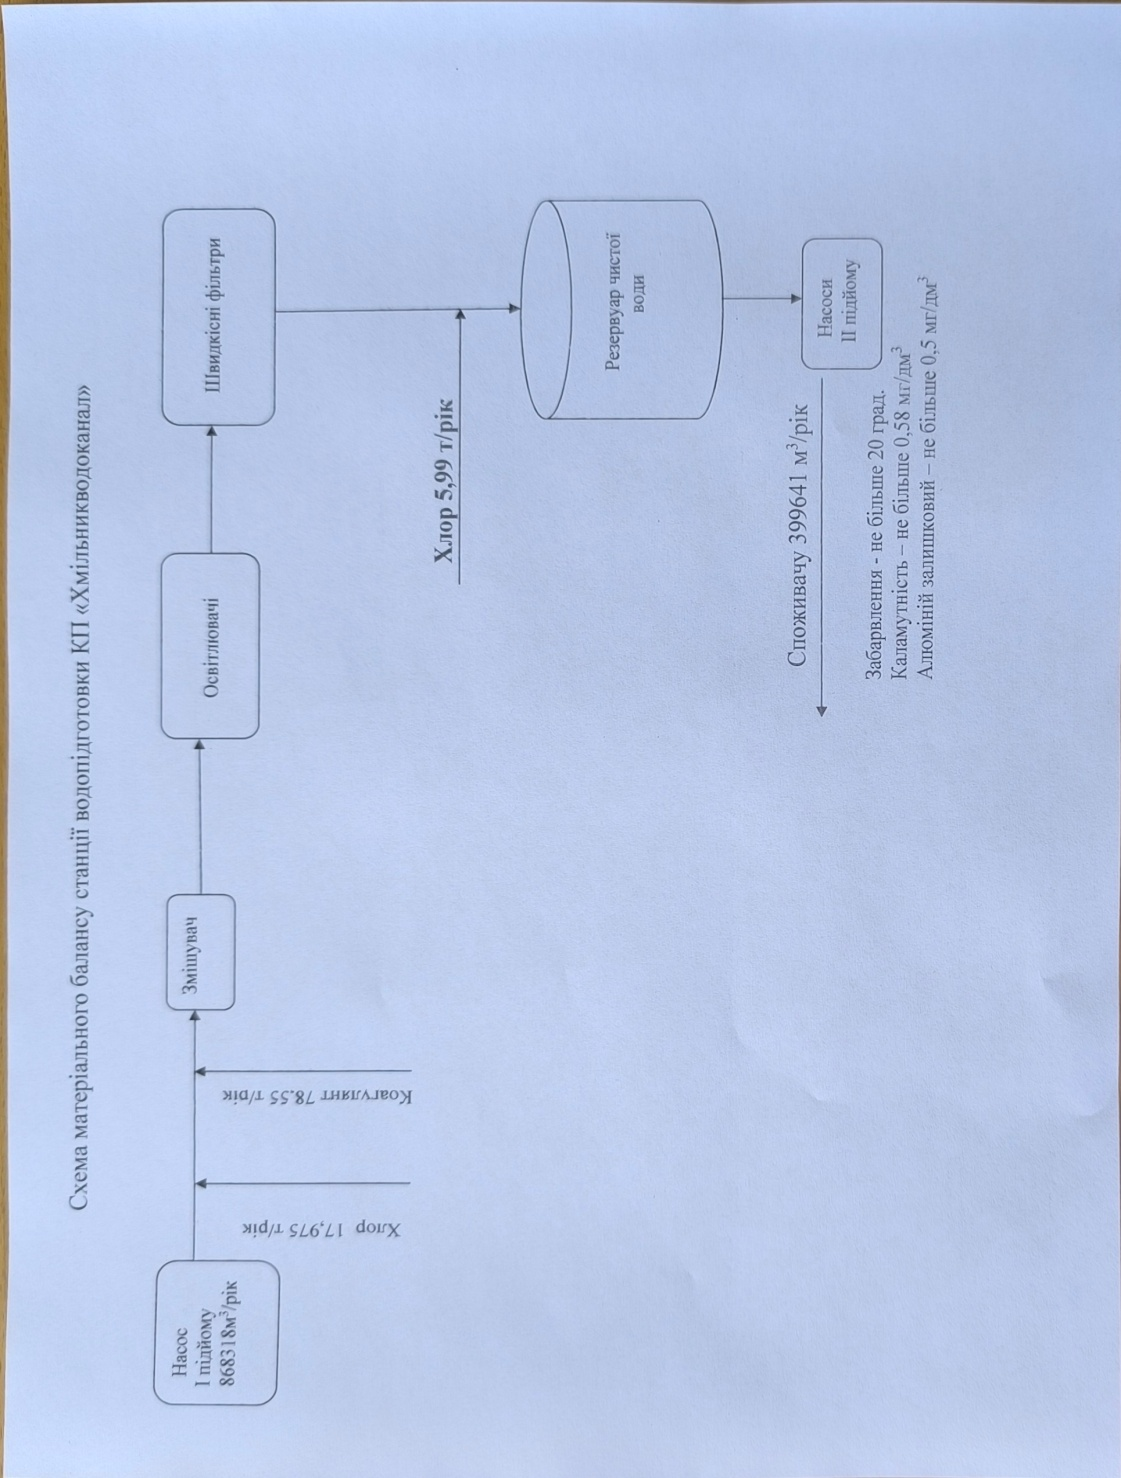 Схема матеріального балансу станції водопідготовки КП «Хмільникводоканал»
Насос
І підйому
868318м³/рік
Хлор 17,975 т/рік
Коагулянт 78.55 т/рік
Змішувач
Освітлювачі
Швидкісні фільтри
Хлор 5,99 т/рік
Резервуар чистої
води
Насоси
ІІ підйому
Споживачу 399641 м³/рік
Забарвлення - не більше 20 град.
Каламутність – не більше 0,58 мг/дм³
Алюміній залишковий – не більше 0,5 мг/дм³